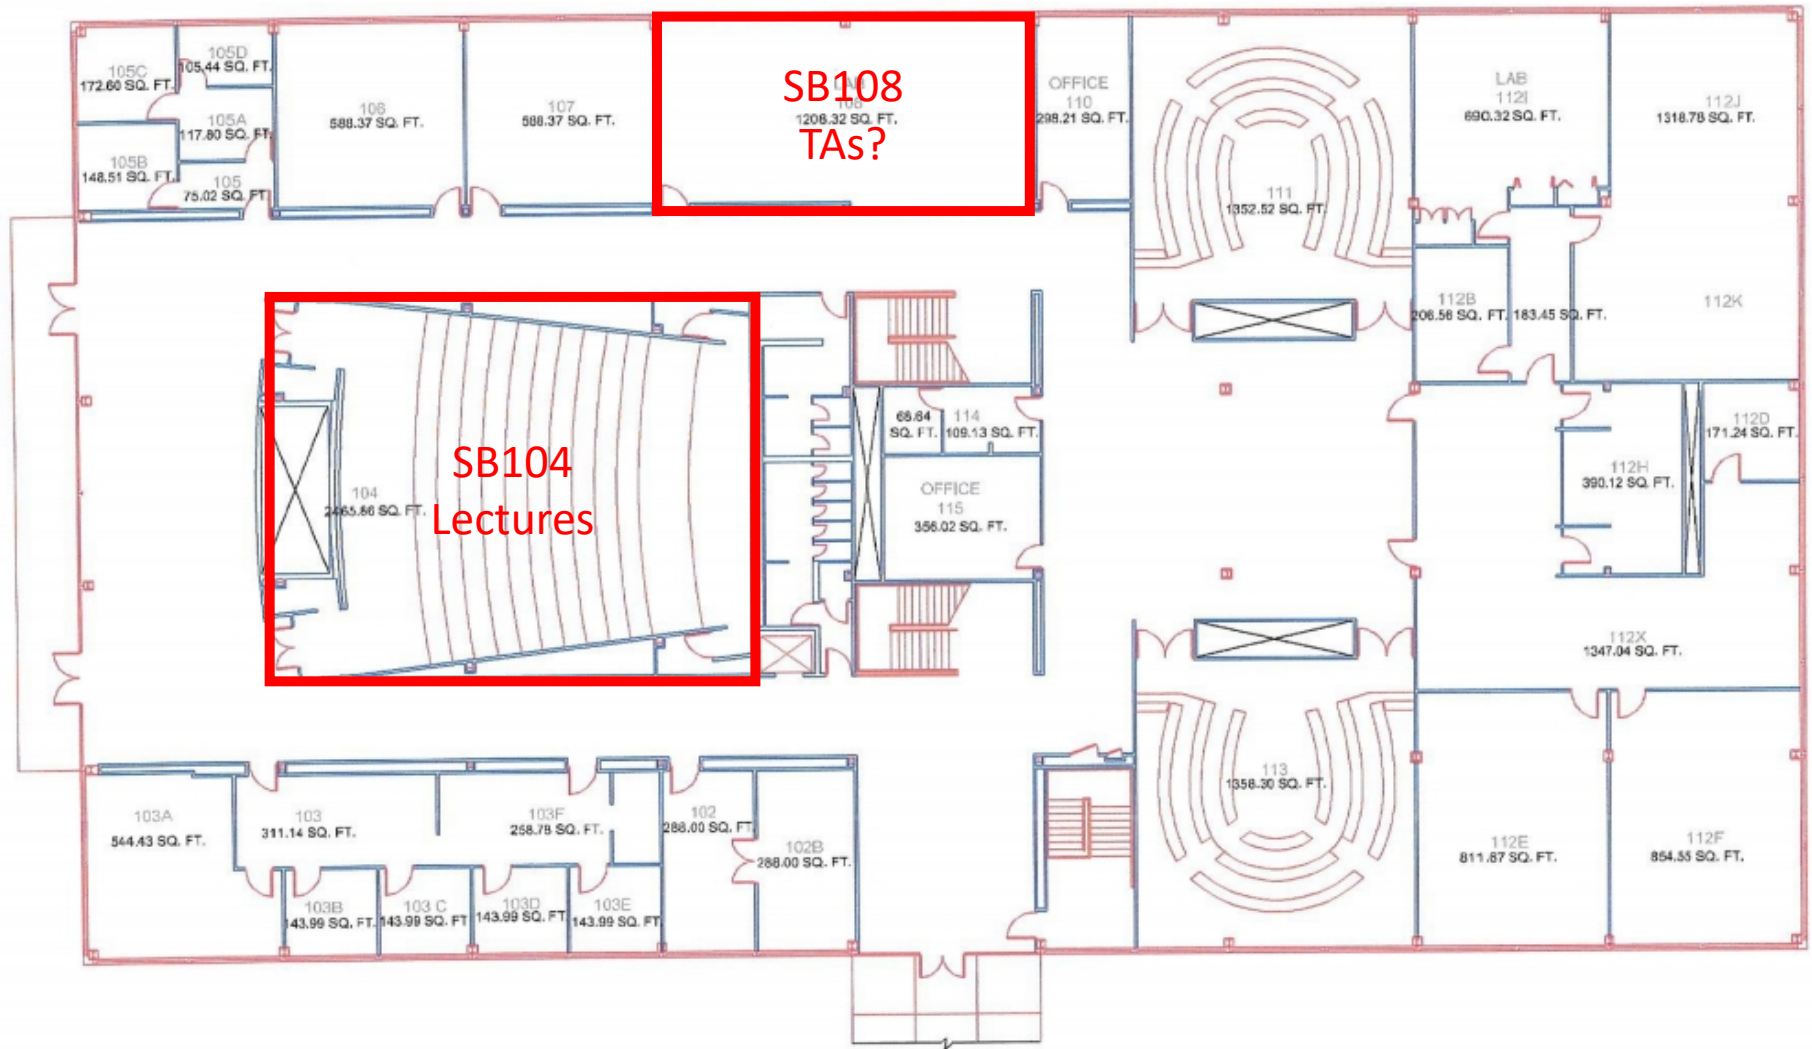 105C
172.60 SQ. FT.
105D
105.44 SQ. FT.
105A
117.80 SQ. FT.
105B
148.51 SQ. FT.
105
75.02 SQ. FT.
106
588.37 SQ. FT.
107
588.37 SQ. FT.
SB108
LAB
108
1206.32 SQ. FT.
TAs?
OFFICE
110
298.21 SQ. FT.
111
1352.52 SQ. FT.
LAB
112I
690.32 SQ. FT.
112J
1318.78 SQ. FT.
112B
206.56 SQ. FT.
183.45 SQ. FT.
112K
104
2465.86 SQ. FT.
SB104
Lectures
68.64
SQ. FT.
114
109.13 SQ. FT.
OFFICE
115
356.02 SQ. FT.
112D
171.24 SQ. FT.
112H
390.12 SQ. FT.
112X
1347.04 SQ. FT.
103A
544.43 SQ. FT.
103
311.14 SQ. FT.
103F
258.78 SQ. FT.
102
286.00 SQ. FT.
102B
286.00 SQ. FT.
103B
143.99 SQ. FT.
103 C
143.99 SQ. FT
103D
143.99 SQ. FT.
103E
143.99 SQ. FT.
113
1358.30 SQ. FT.
112E
811.87 SQ. FT.
112F
854.55 SQ. FT.